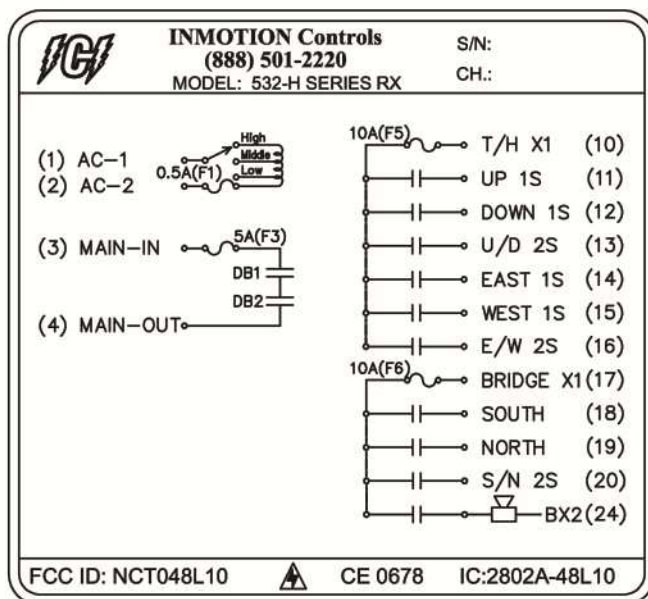 ICI
INMOTION Controls
(888) 501-2220
MODEL: 532-H SERIES RX
S/N:
CH.:
(1) AC-1
(2) AC-2
0.5A(F1)
High
Middle
Low
(3) MAIN-IN
5A(F3)
DB1
DB2
(4) MAIN-OUT
10A(F5)
T/H X1 (10)
UP 1S (11)
DOWN 1S (12)
U/D 2S (13)
EAST 1S (14)
WEST 1S (15)
E/W 2S (16)
10A(F6)
BRIDGE X1(17)
SOUTH (18)
NORTH (19)
S/N 2S (20)
BX2(24)
FCC ID: NCT048L10 CE 0678 IC:2802A-48L10